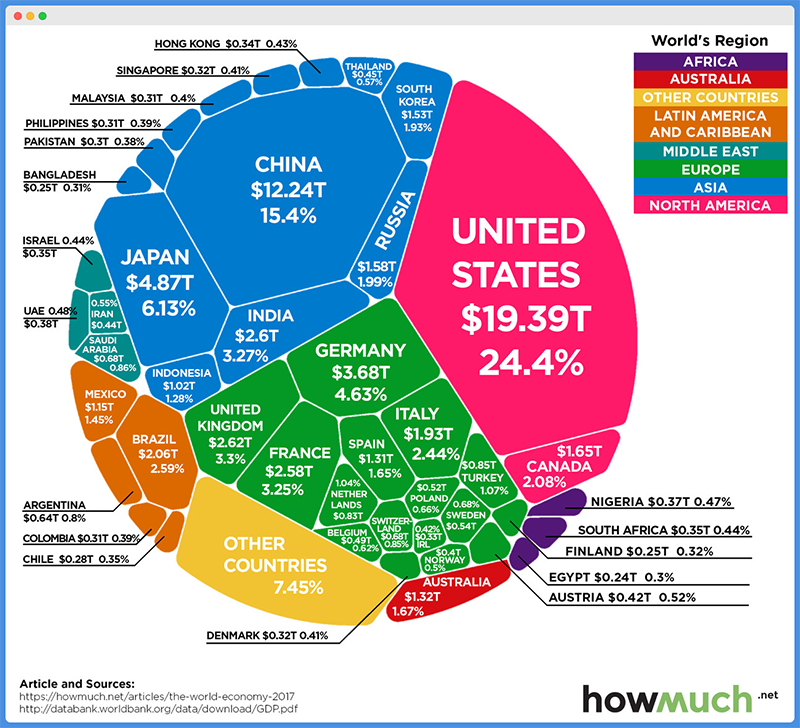 HONG KONG $0.34T 0.43%
SINGAPORE $0.32T 0.41%
MALAYSIA $0.31T 0.4%
PHILIPPINES $0.31T 0.39%
PAKISTAN $0.3T 0.38%
BANGLADESH
$0.25T 0.31%
THAILAND
$0.45T
0.57%
SOUTH
KOREA
$1.53T
1.93%
CHINA
$12.24T
15.4%
RUSSIA
$1.58T
1.99%
JAPAN
$4.87T
6.13%
INDIA
$2.6T
3.27%
INDONESIA
$1.02T
1.28%
ISRAEL 0.44%
$0.35T
UAE 0.48%
$0.38T
0.55%
IRAN
$0.44T
SAUDI
ARABIA
$0.68T
0.86%
UNITED
STATES
$19.39T
24.4%
$1.65T
CANADA
2.08%
GERMANY
$3.68T
4.63%
UNITED
KINGDOM
$2.62T
3.3%
FRANCE
$2.58T
3.25%
ITALY
$1.93T
2.44%
SPAIN
$1.31T
1.65%
$0.85T
TURKEY
1.07%
1.04%
NETHER
LANDS
$0.83T
$0.52T
POLAND
0.66%
0.68%
SWEDEN
$0.54T
BELGIUM
$0.49T
0.62%
SWITZER-
LAND
$0.68T
0.85%
0.42%
$0.33T
IRL
$0.4T
NORWAY
0.5%
MEXICO
$1.15T
1.45%
BRAZIL
$2.06T
2.59%
ARGENTINA
$0.64T 0.8%
COLOMBIA $0.31T 0.39%
CHILE $0.28T 0.35%
OTHER
COUNTRIES
7.45%
AUSTRALIA
$1.32T
1.67%
DENMARK $0.32T 0.41%
NIGERIA $0.37T 0.47%
SOUTH AFRICA $0.35T 0.44%
FINLAND $0.25T 0.32%
EGYPT $0.24T 0.3%
AUSTRIA $0.42T 0.52%
World's Region
AFRICA
AUSTRALIA
OTHER COUNTRIES
LATIN AMERICA
AND CARIBBEAN
MIDDLE EAST
EUROPE
ASIA
NORTH AMERICA
Article and Sources:
https://howmuch.net/articles/the-world-economy-2017
http://databank.worldbank.org/data/download/GDP.pdf
howmuch.net